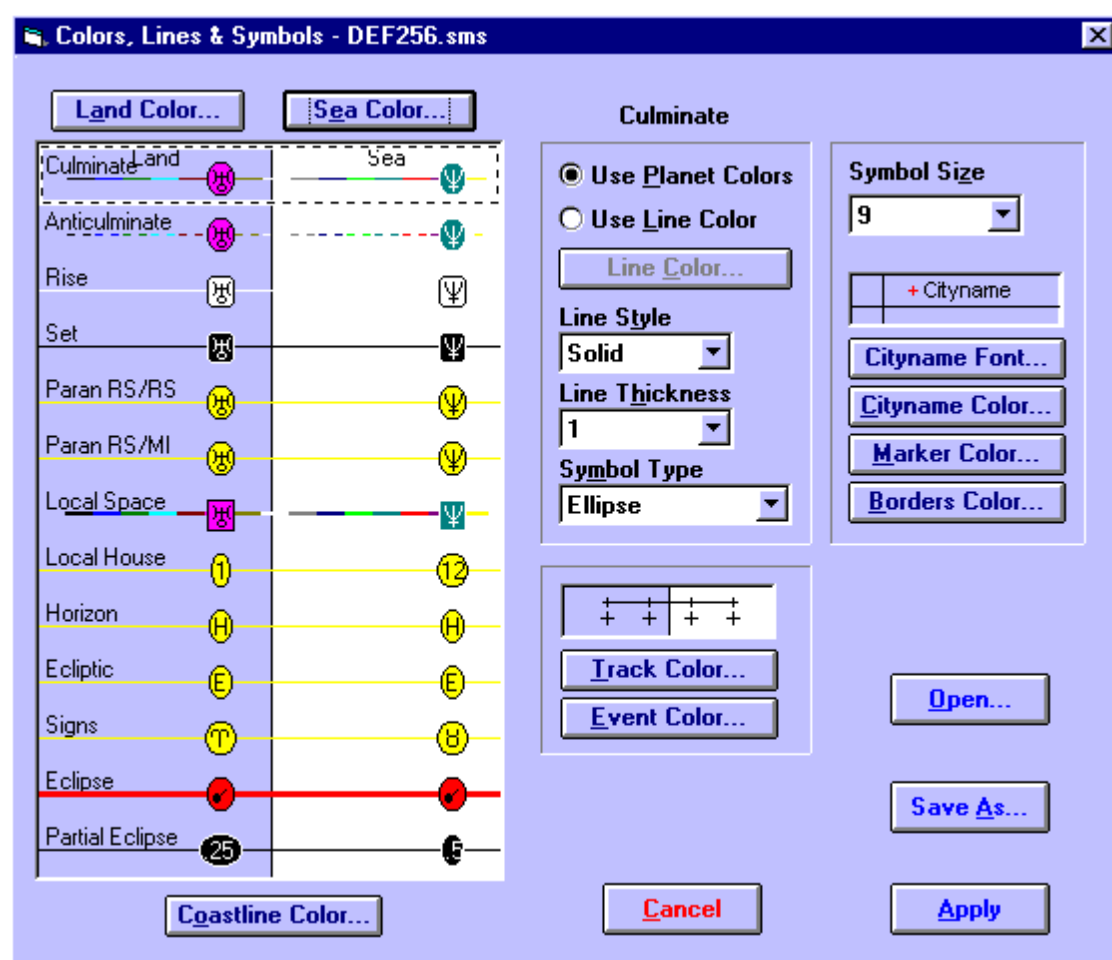 Colors, Lines & Symbols - DEF256.sms
Land Color...
Sea Color...
Culminate
Land
Sea
Culminate
Anticulminate
Rise
Set
Paran RS/RS
Paran RS/MI
Local Space
Local House
1
12
Horizon
H
H
Ecliptic
E
E
Signs
♈
♉
Eclipse
Partial Eclipse
25
Coastline Color...
Use Planet Colors
Use Line Color
Line Color...
Line Style
Solid
Line Thickness
1
Symbol Type
Ellipse
Track Color...
Event Color...
Symbol Size
9
+ Cityname
Cityname Font...
Cityname Color...
Marker Color...
Borders Color...
Open...
Save As...
Cancel
Apply